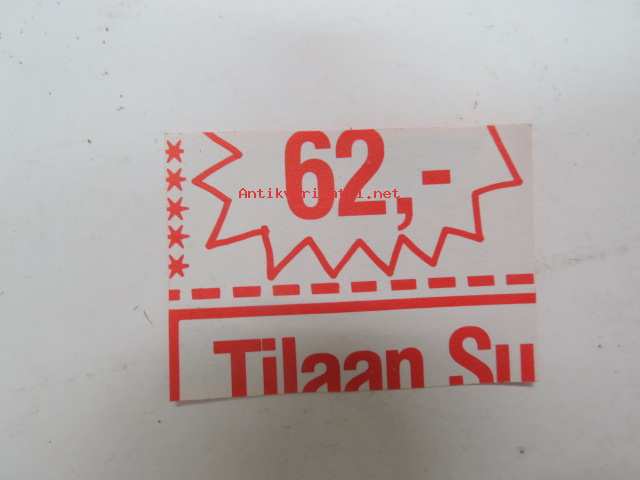 62,-
Antikvariaatti.net
Tilaan Su